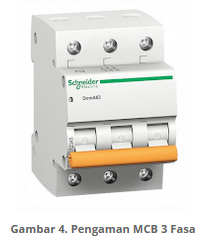 Schneider
Electric
DomA63
Gambar 4. Pengaman MCB 3 Fasa